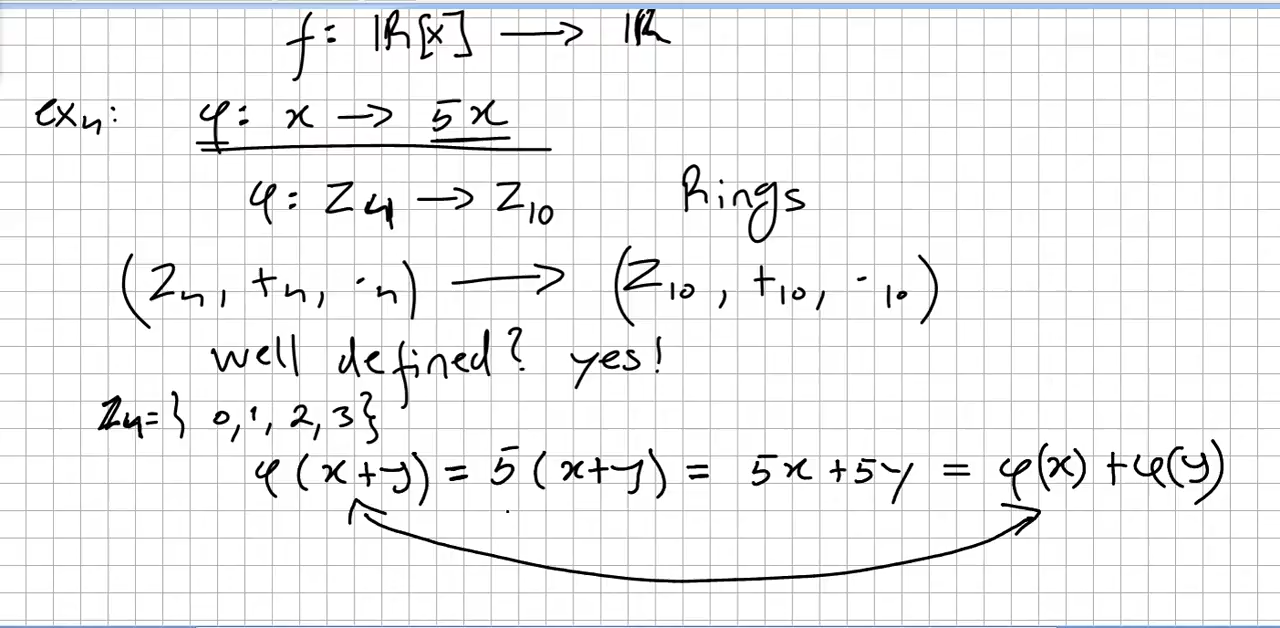 f: ℝ[x] → ℝ
ex4: φ: x → 5x
φ: Z4 → Z10 Rings
(Z4, +4, ·4) → (Z10, +10, ·10)
well defined? yes!
Z4 = { 0, 1, 2, 3}
φ(x+y) = 5(x+y) = 5x + 5y = φ(x) + φ(y)